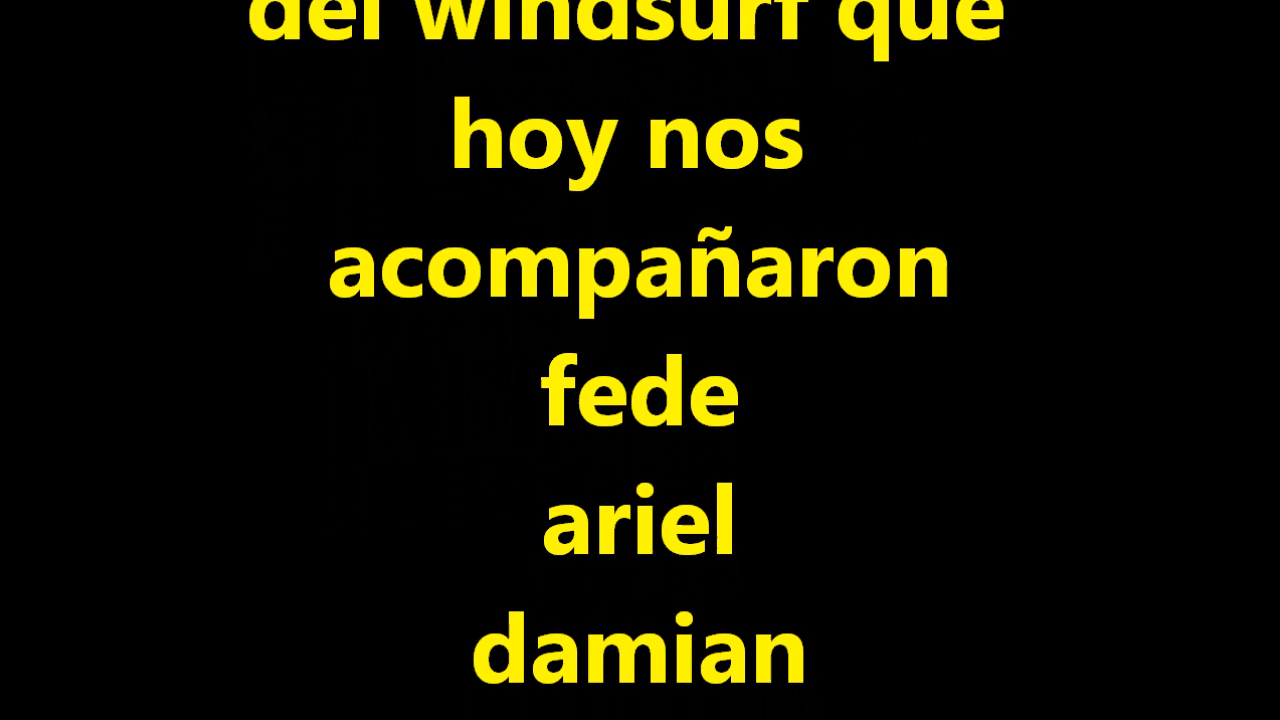 del windsurf que
hoy nos
acompañaron
fede
ariel
damian